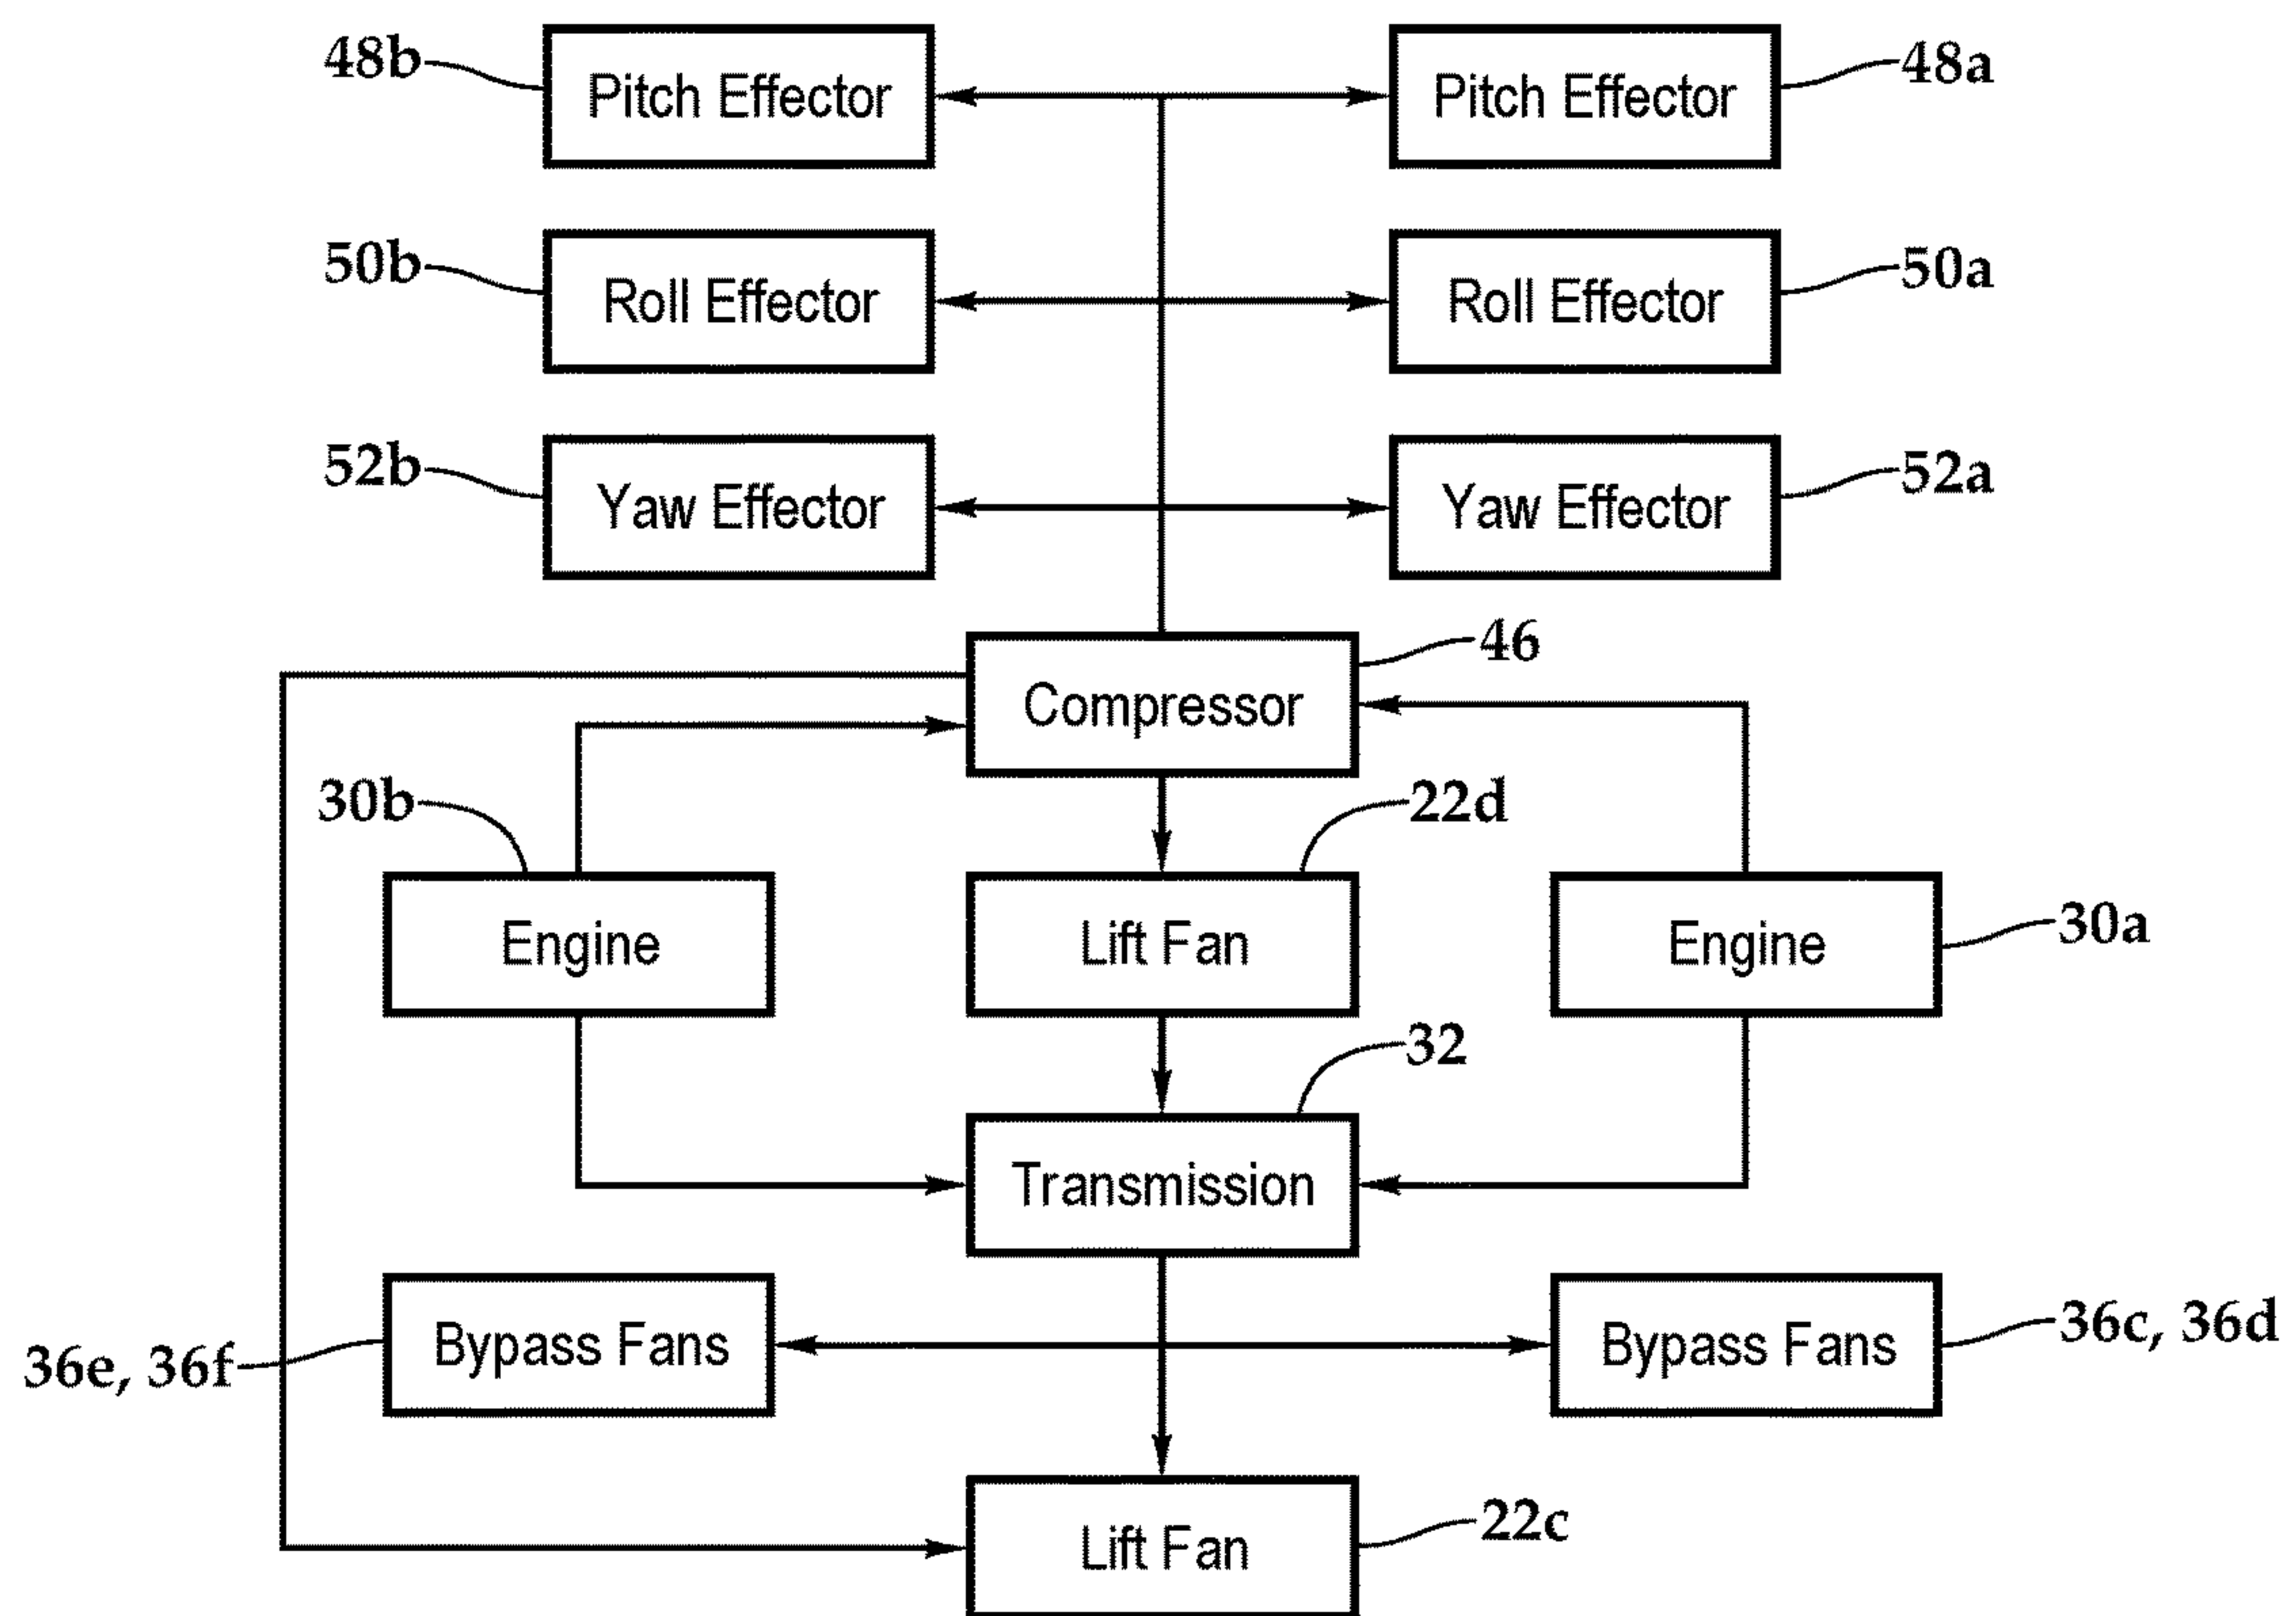 48b
Pitch Effector
Pitch Effector
48a
50b
Roll Effector
Roll Effector
50a
52b
Yaw Effector
Yaw Effector
52a
46
Compressor
30b
22d
Engine
Lift Fan
Engine
30a
32
Transmission
36e, 36f
Bypass Fans
Bypass Fans
36c, 36d
Lift Fan
22c